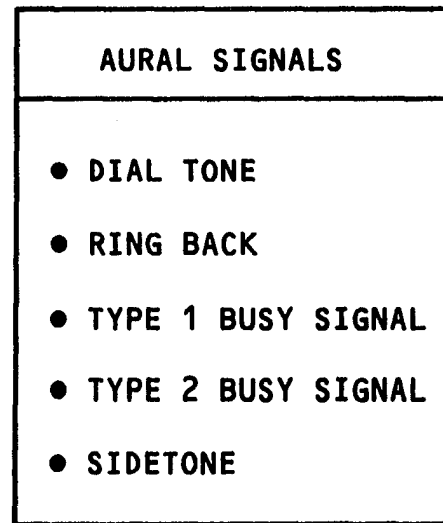 AURAL SIGNALS
● DIAL TONE
● RING BACK
● TYPE 1 BUSY SIGNAL
● TYPE 2 BUSY SIGNAL
● SIDETONE